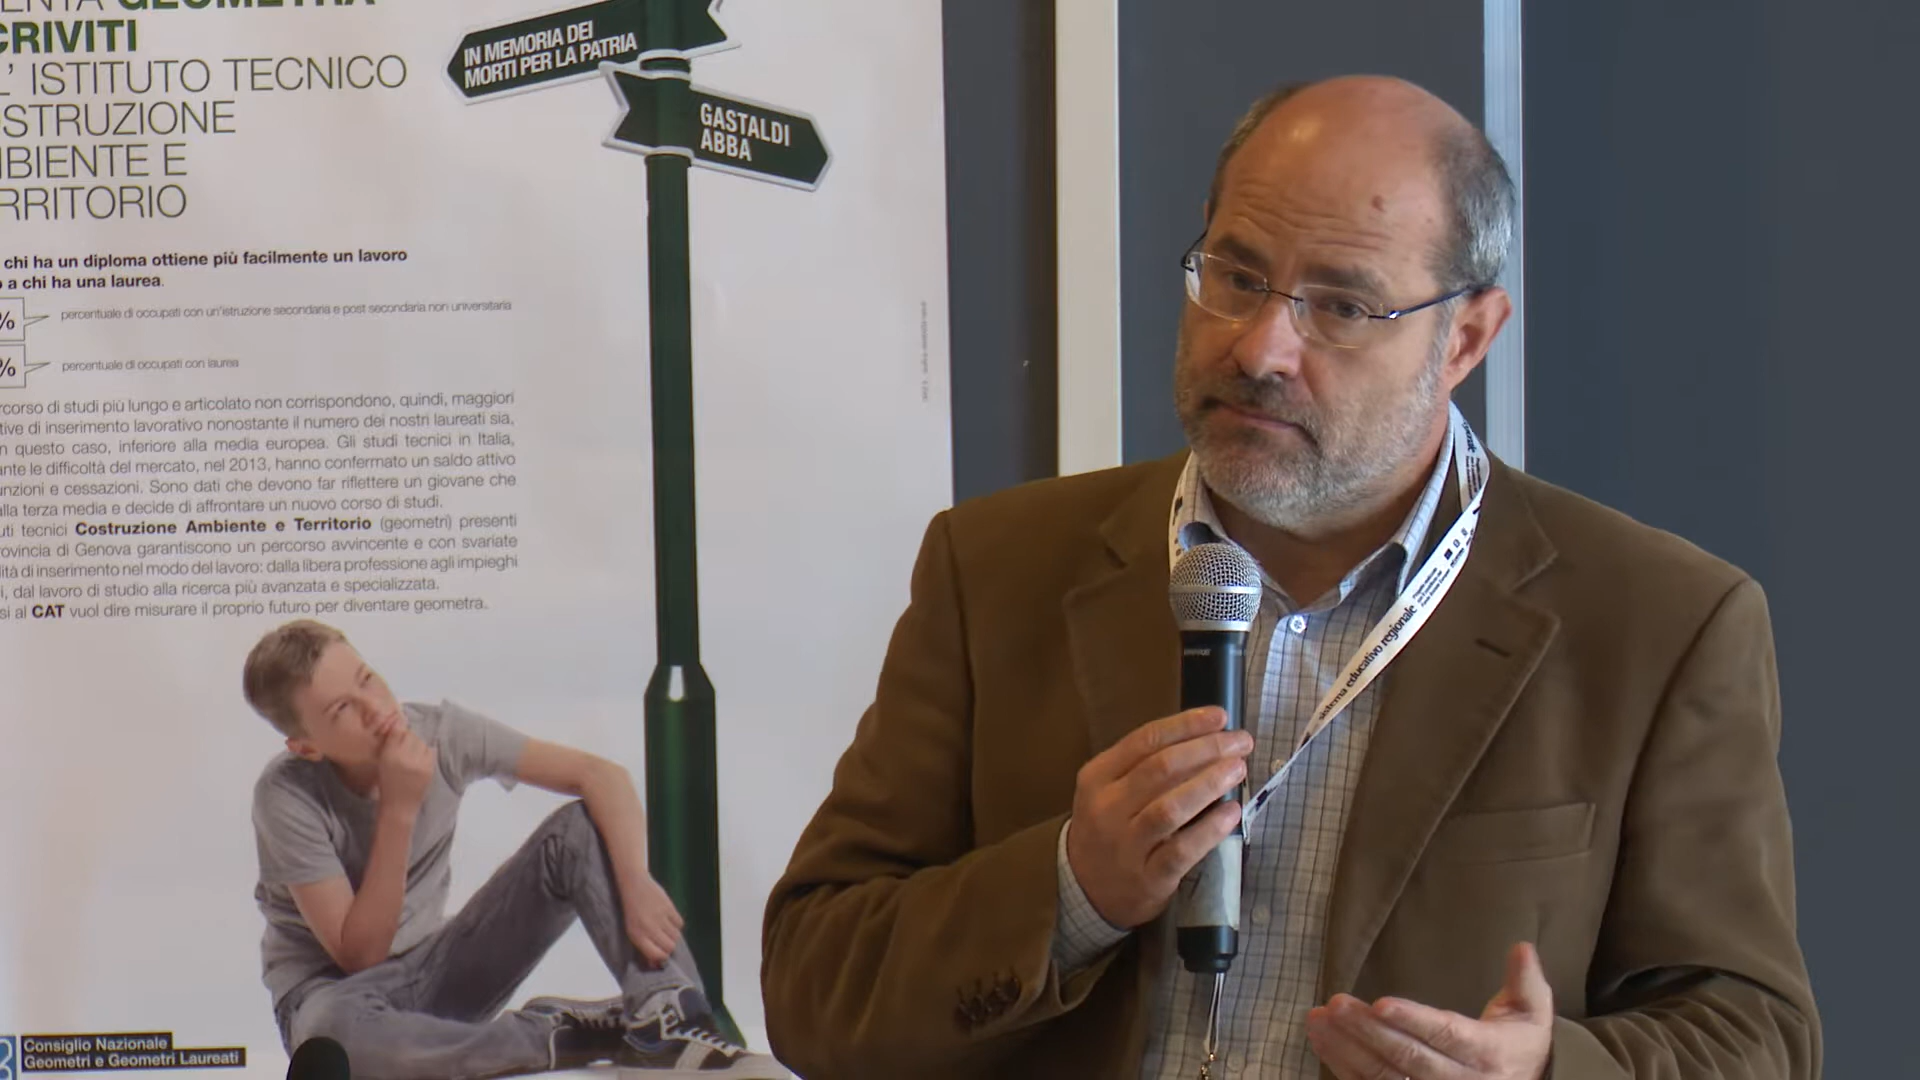 ENTA GEOMETRA
CRIVITI
L' ISTITUTO TECNICO
OSTRUZIONE
MBIENTE E
RRITORIO
chi ha un diploma ottiene più facilmente un lavoro
o a chi ha una laurea.
% percentuale di occupati con un'istruzione secondaria e post secondaria non universitaria
% percentuale di occupati con laurea
rcorso di studi più lungo e articolato non corrispondono, quindi, maggiori
tive di inserimento lavorativo nonostante il numero dei nostri laureati sia,
n questo caso, inferiore alla media europea. Gli studi tecnici in Italia,
ante le difficoltà del mercato, nel 2013, hanno confermato un saldo attivo
unzioni e cessazioni. Sono dati che devono far riflettere un giovane che
alla terza media e decide di affrontare un nuovo corso di studi.
uti tecnici Costruzione Ambiente e Territorio (geometri) presenti
rovincia di Genova garantiscono un percorso avvincente e con svariate
lità di inserimento nel modo del lavoro: dalla libera professione agli impieghi
i, dal lavoro di studio alla ricerca più avanzata e specializzata.
si al CAT vuol dire misurare il proprio futuro per diventare geometra.
Consiglio Nazionale
Geometri e Geometri Laureati
IN MEMORIA DEI
MORTI PER LA PATRIA
GASTALDI
ABBA
sistema educativo regionale